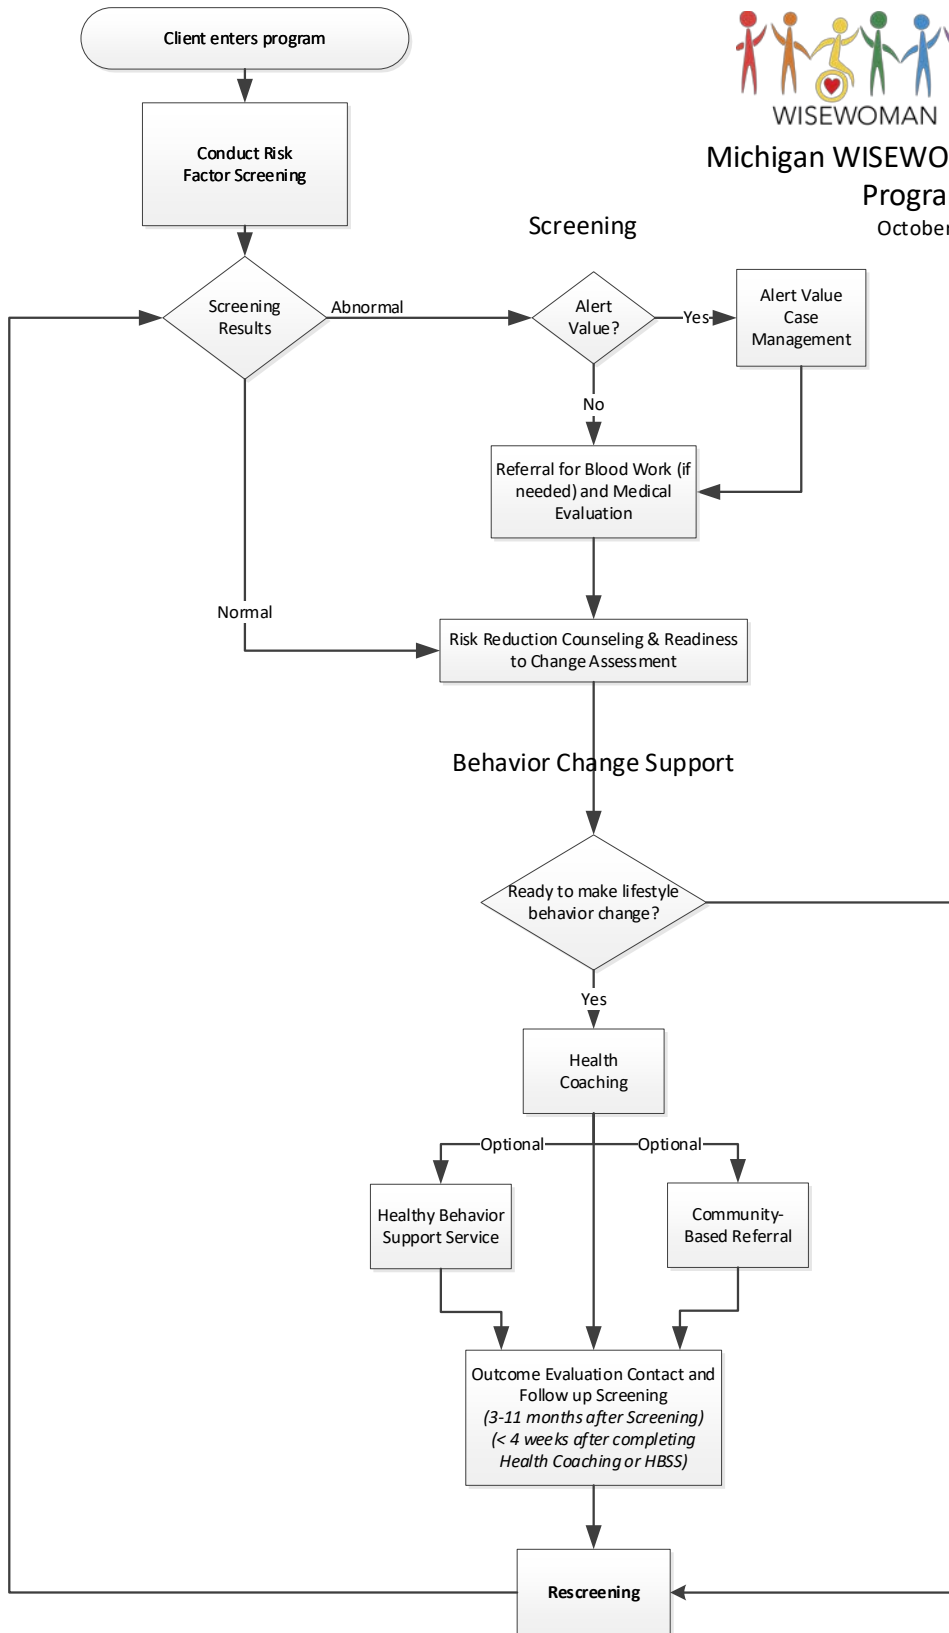 Client enters program
WISEWOMAN
Michigan WISEWO
Progra
October
Conduct Risk
Factor Screening
Screening
Screening
Results
Abnormal
Alert
Value?
Yes
Alert Value
Case
Management
No
Referral for Blood Work (if
needed) and Medical
Evaluation
Normal
Risk Reduction Counseling & Readiness
to Change Assessment
Behavior Change Support
Ready to make lifestyle
behavior change?
Yes
Health
Coaching
Optional
Optional
Healthy Behavior
Support Service
Community-
Based Referral
Outcome Evaluation Contact and
Follow up Screening
(3-11 months after Screening)
(< 4 weeks after completing
Health Coaching or HBSS)
Rescreening